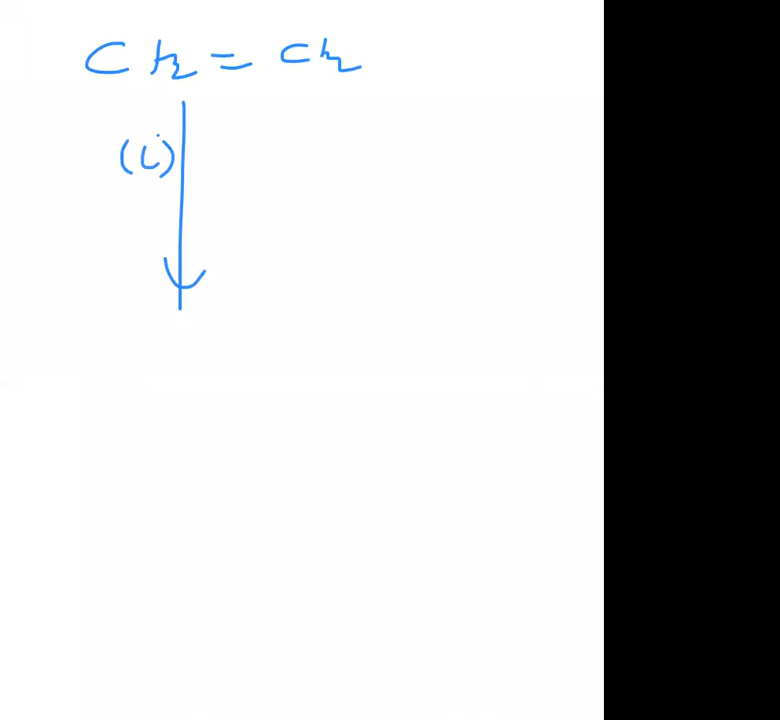 CH₂ = CH₂
(i)